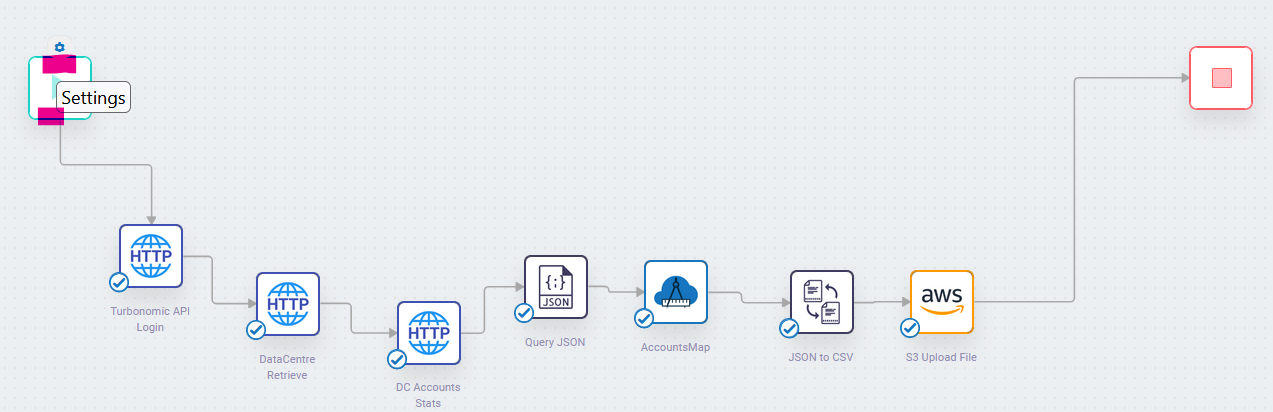 Settings
HTTP
Turbonomic API
Login
HTTP
DataCentre
Retrieve
HTTP
DC Accounts
Stats
{;}
JSON
Query JSON
AccountsMap
JSON to CSV
aws
S3 Upload File